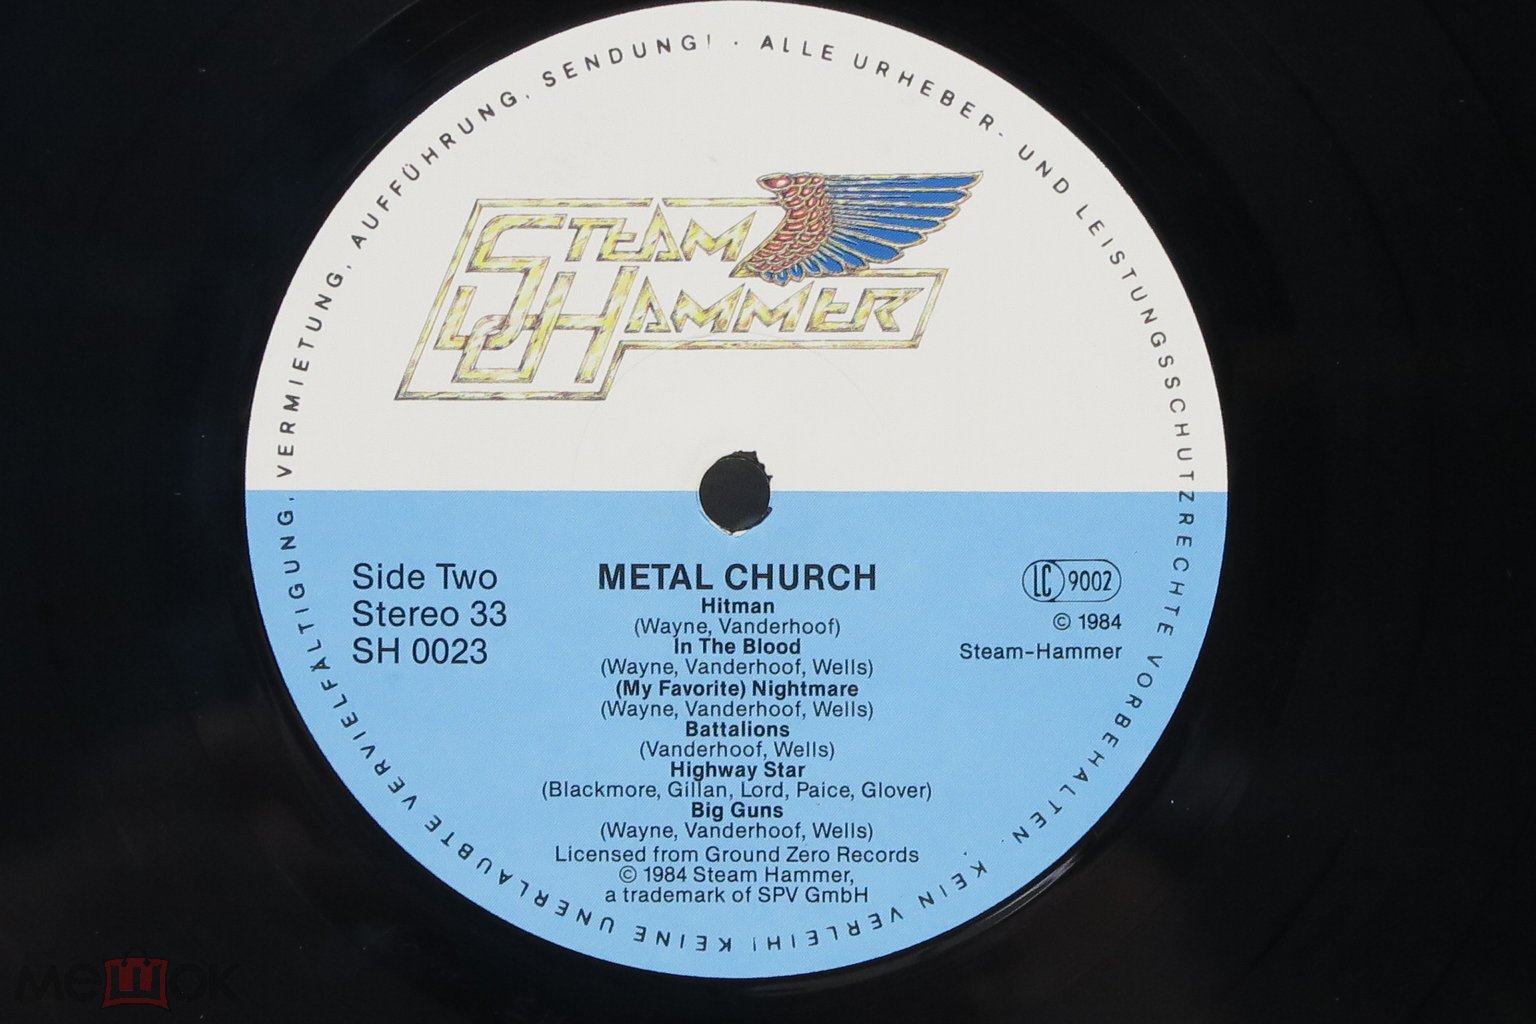 ALLE URHEBER- UND LEISTUNGSSCHUTZRECHTE VORBEHALTEN. KEIN VERLEIH! KEINE UNERLAUBTE VERVIELFÄLTIGUNG, VERMIETUNG, AUFFÜHRUNG, SENDUNG! ·
STEAM
HAMMER
METAL CHURCH
Side Two
Stereo 33
SH 0023
Hitman
(Wayne, Vanderhoof)
In The Blood
(Wayne, Vanderhoof, Wells)
(My Favorite) Nightmare
(Wayne, Vanderhoof, Wells)
Battalions
(Vanderhoof, Wells)
Highway Star
(Blackmore, Gillan, Lord, Paice, Glover)
Big Guns
(Wayne, Vanderhoof, Wells)
Licensed from Ground Zero Records
© 1984 Steam Hammer,
a trademark of SPV GmbH
LC 9002
© 1984
Steam-Hammer
мешок